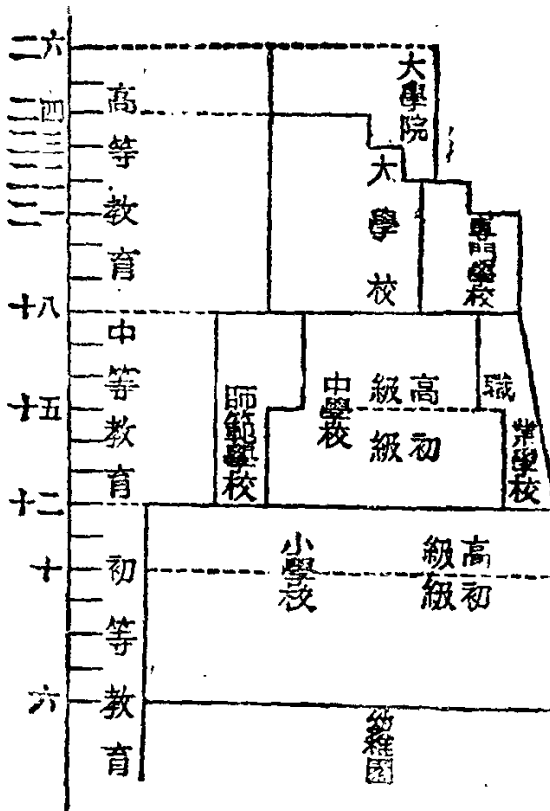 二六
二四
二三
二二
二一
十八
十五
十二
十
六
高等教育
中等教育
初等教育
大學院
大學校
專門學校
師範學校
中學校
高級
初級
職業學校
小學校
高級
初級
幼稚園